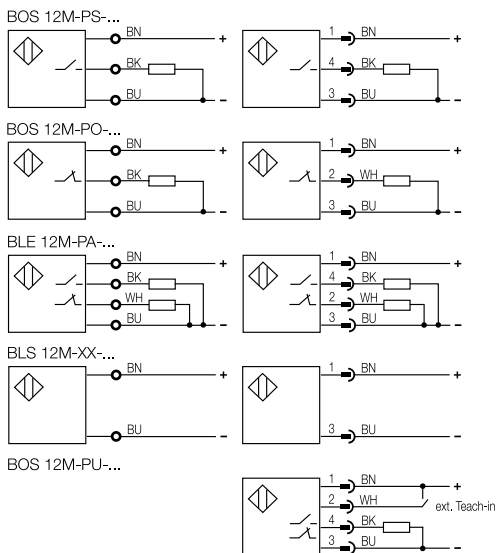 BOS 12M-PS-...
BN +
BK
BU -
1 BN +
4 BK
3 BU -
BOS 12M-PO-...
BN +
BK
BU -
1 BN +
2 WH
3 BU -
BLE 12M-PA-...
BN +
BK
WH
BU -
1 BN +
4 BK
2 WH
3 BU -
BLS 12M-XX-...
BN +
BU -
1 BN +
3 BU -
BOS 12M-PU-...
1 BN +
2 WH ext. Teach-in
4 BK
3 BU -